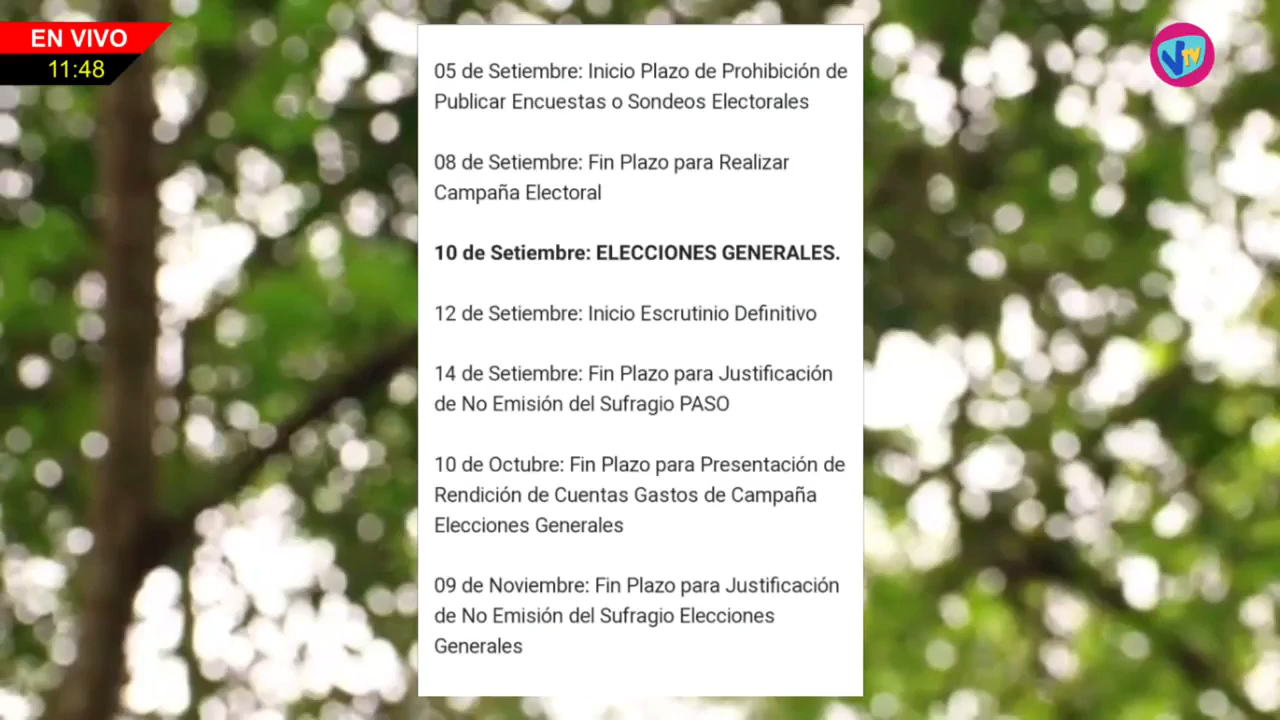 EN VIVO
11:48
VTV
05 de Setiembre: Inicio Plazo de Prohibición de
Publicar Encuestas o Sondeos Electorales
08 de Setiembre: Fin Plazo para Realizar
Campaña Electoral
10 de Setiembre: ELECCIONES GENERALES.
12 de Setiembre: Inicio Escrutinio Definitivo
14 de Setiembre: Fin Plazo para Justificación
de No Emisión del Sufragio PASO
10 de Octubre: Fin Plazo para Presentación de
Rendición de Cuentas Gastos de Campaña
Elecciones Generales
09 de Noviembre: Fin Plazo para Justificación
de No Emisión del Sufragio Elecciones
Generales